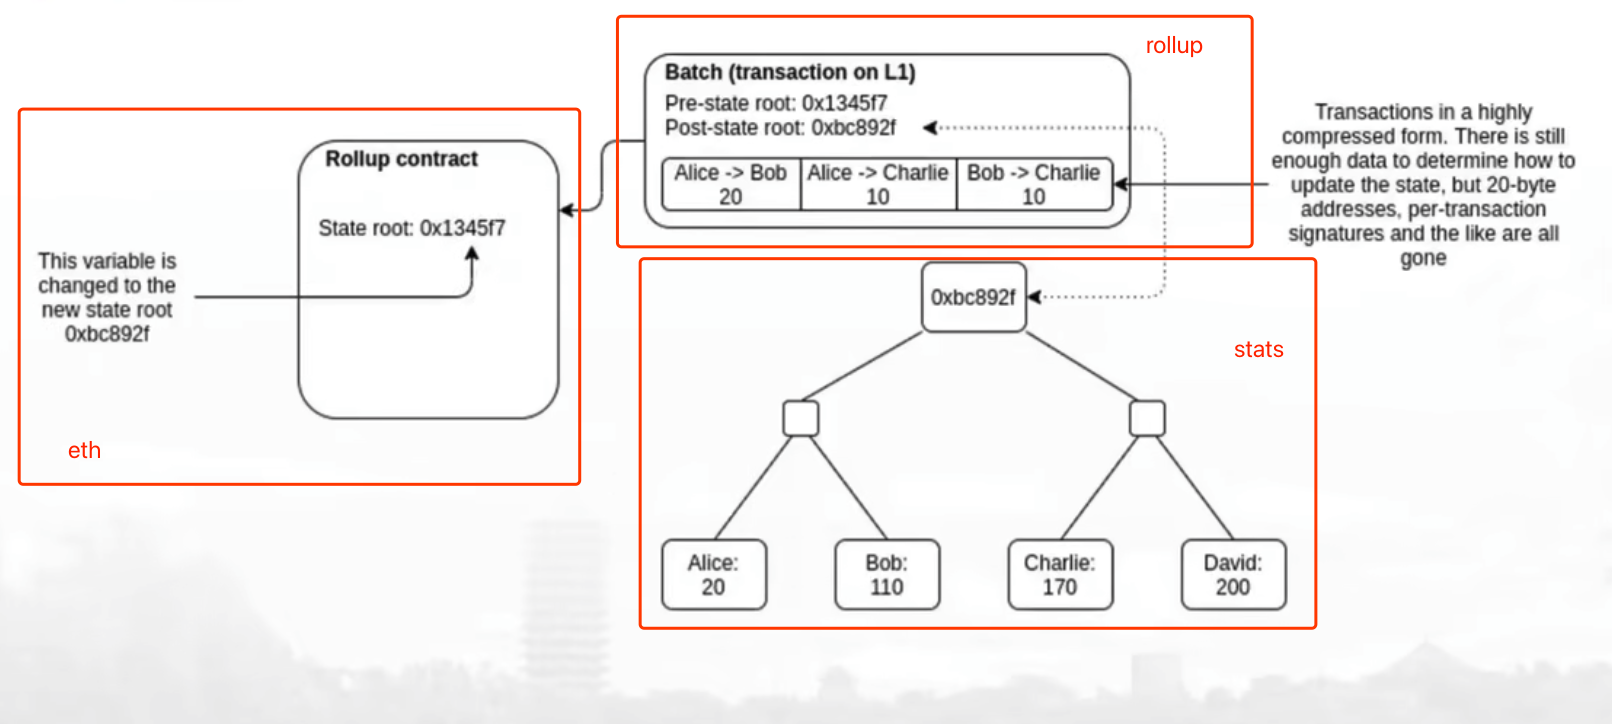 rollup
Batch (transaction on L1)
Pre-state root: 0x1345f7
Post-state root: 0xbc892f
Alice -> Bob
20
Alice -> Charlie
10
Bob -> Charlie
10
Transactions in a highly
compressed form. There is still
enough data to determine how to
update the state, but 20-byte
addresses, per-transaction
signatures and the like are all
gone
Rollup contract
State root: 0x1345f7
This variable is
changed to the
new state root
0xbc892f
eth
0xbc892f
stats
Alice:
20
Bob:
110
Charlie:
170
David:
200